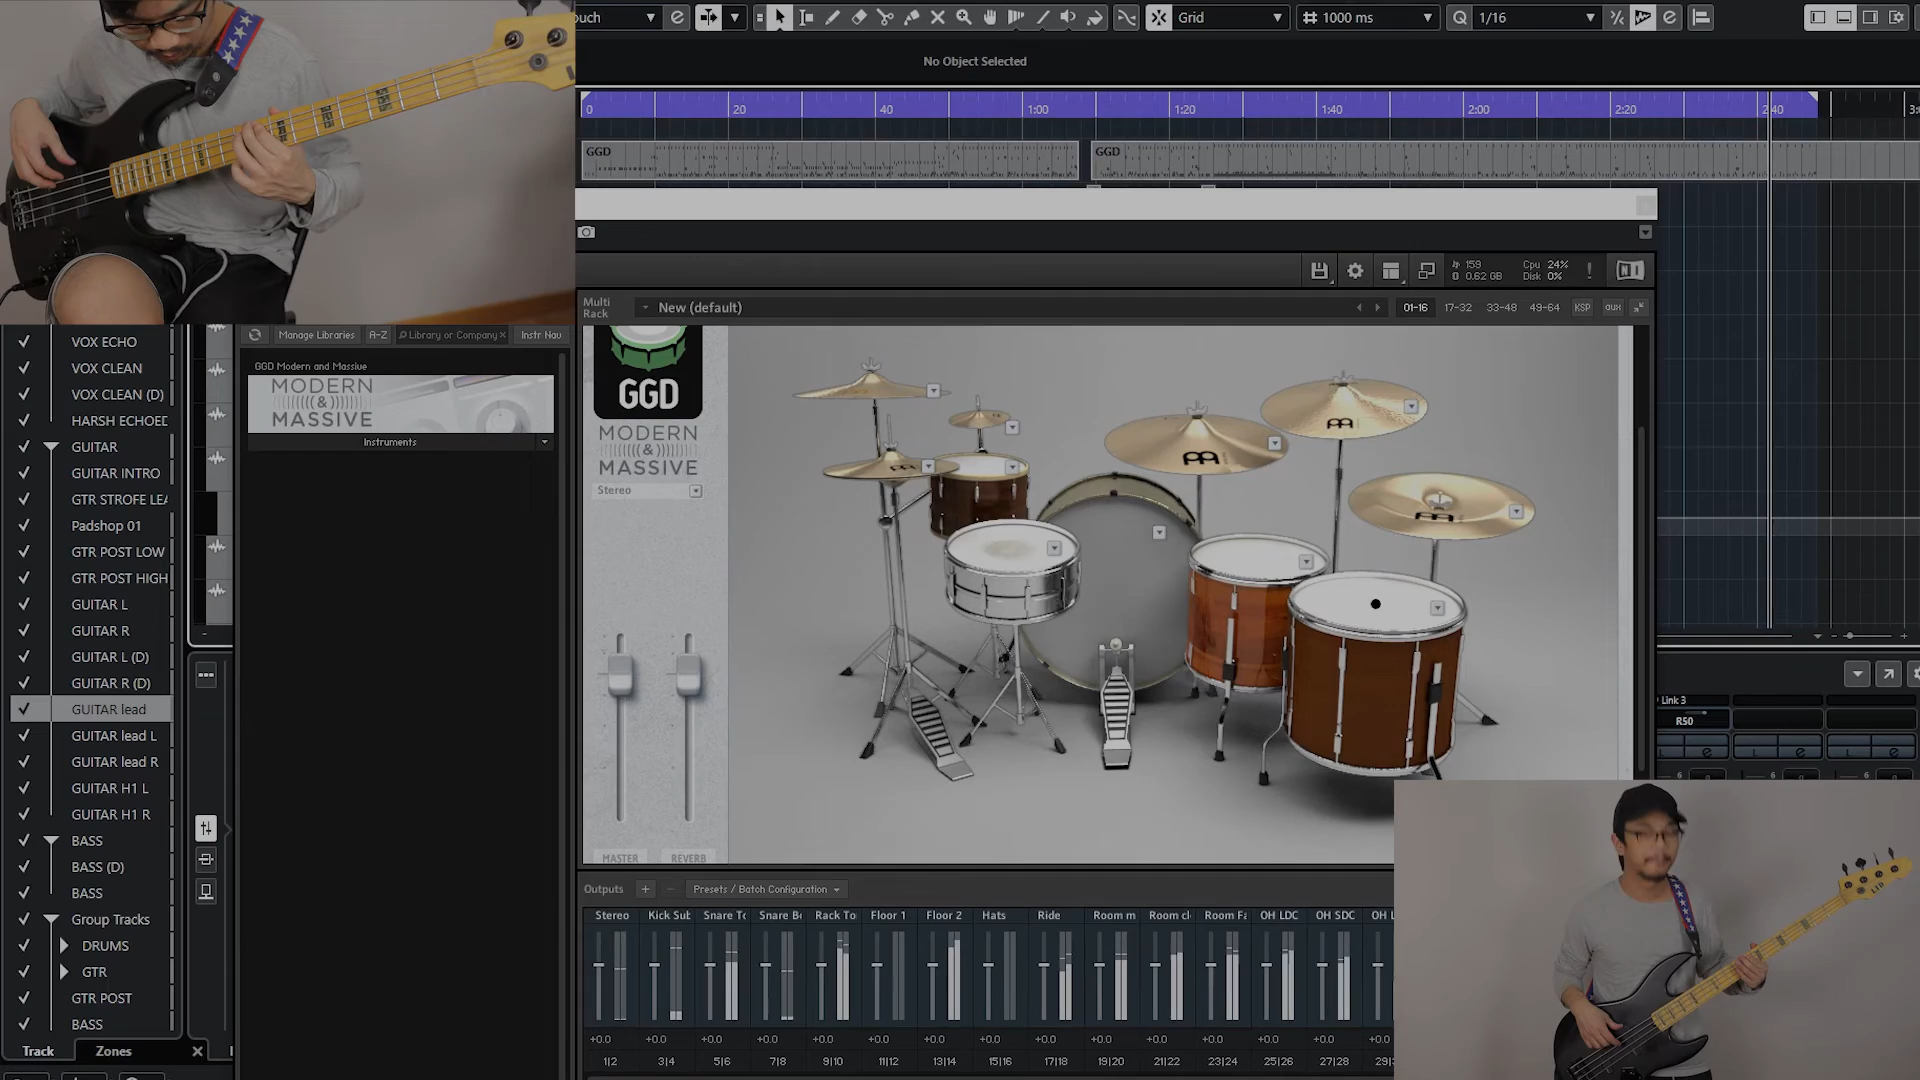 ouch
Grid
1000 ms
Q
1/16
No Object Selected
0
20
40
1:00
1:20
1:40
2:00
2:20
2:40
GGD
GGD
159
0.62 GB
Cpu 24%
Disk 0%
Multi
Rack
New (default)
01-16
17-32
33-48
49-64
KSP
aux
Manage Libraries
A-Z
Library or Company
Instr Nav
GGD Modern and Massive
MODERN
&
MASSIVE
Instruments
GGD
MODERN
&
MASSIVE
Stereo
MASTER
REVERB
VOX ECHO
VOX CLEAN
VOX CLEAN (D)
HARSH ECHOED
GUITAR
GUITAR INTRO
GTR STROFE LEA
Padshop 01
GTR POST LOW
GTR POST HIGH
GUITAR L
GUITAR R
GUITAR L (D)
GUITAR R (D)
GUITAR lead
GUITAR lead L
GUITAR lead R
GUITAR H1 L
GUITAR H1 R
BASS
BASS (D)
BASS
Group Tracks
DRUMS
GTR
GTR POST
BASS
Track
Zones
Link 3
R50
6
6
6
Outputs
Presets / Batch Configuration
Stereo
Kick Sub
Snare To
Snare Bo
Rack To
Floor 1
Floor 2
Hats
Ride
Room m
Room cl
Room Fa
OH LDC
OH SDC
OH L
+0.0
+0.0
+0.0
+0.0
+0.0
+0.0
+0.0
+0.0
+0.0
+0.0
+0.0
+0.0
+0.0
+0.0
+0.
1|2
3|4
5|6
7|8
9|10
11|12
13|14
15|16
17|18
19|20
21|22
23|24
25|26
27|28
29|3
LTD